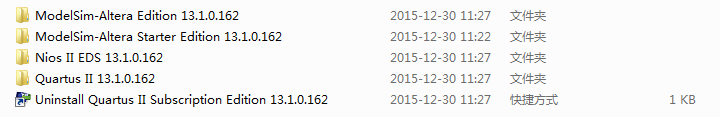 ModelSim-Altera Edition 13.1.0.162 2015-12-30 11:27 文件夹
ModelSim-Altera Starter Edition 13.1.0.162 2015-12-30 11:22 文件夹
Nios II EDS 13.1.0.162 2015-12-30 11:27 文件夹
Quartus II 13.1.0.162 2015-12-30 11:27 文件夹
Uninstall Quartus II Subscription Edition 13.1.0.162 2015-12-30 11:27 快捷方式 1 KB